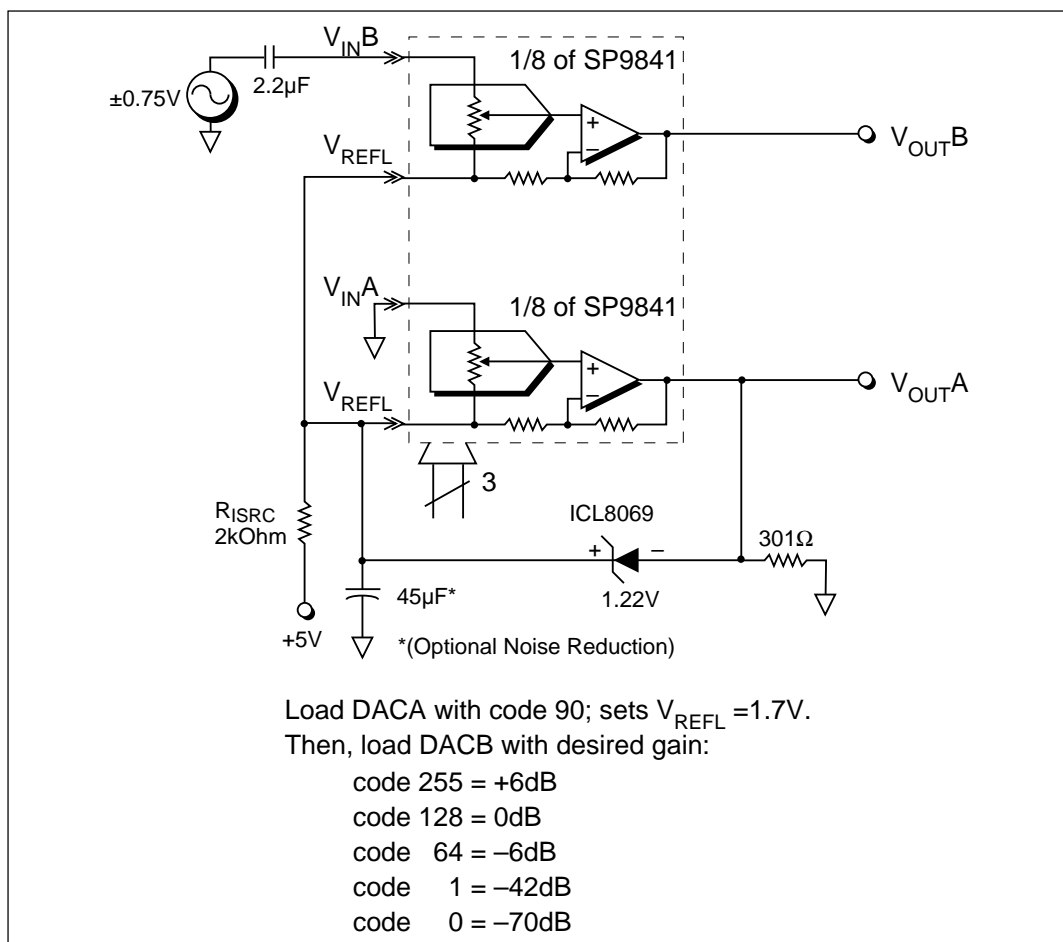 V_IN B
1/8 of SP9841
2.2µF
±0.75V
+
–
V_REFL
V_OUT B
V_IN A
1/8 of SP9841
+
–
V_OUT A
V_REFL
3
R_ISRC
2kOhm
ICL8069
301Ω
+ –
45µF*
1.22V
+5V
*(Optional Noise Reduction)
Load DACA with code 90; sets V_REFL =1.7V.
Then, load DACB with desired gain:
code 255 = +6dB
code 128 = 0dB
code 64 = –6dB
code 1 = –42dB
code 0 = –70dB